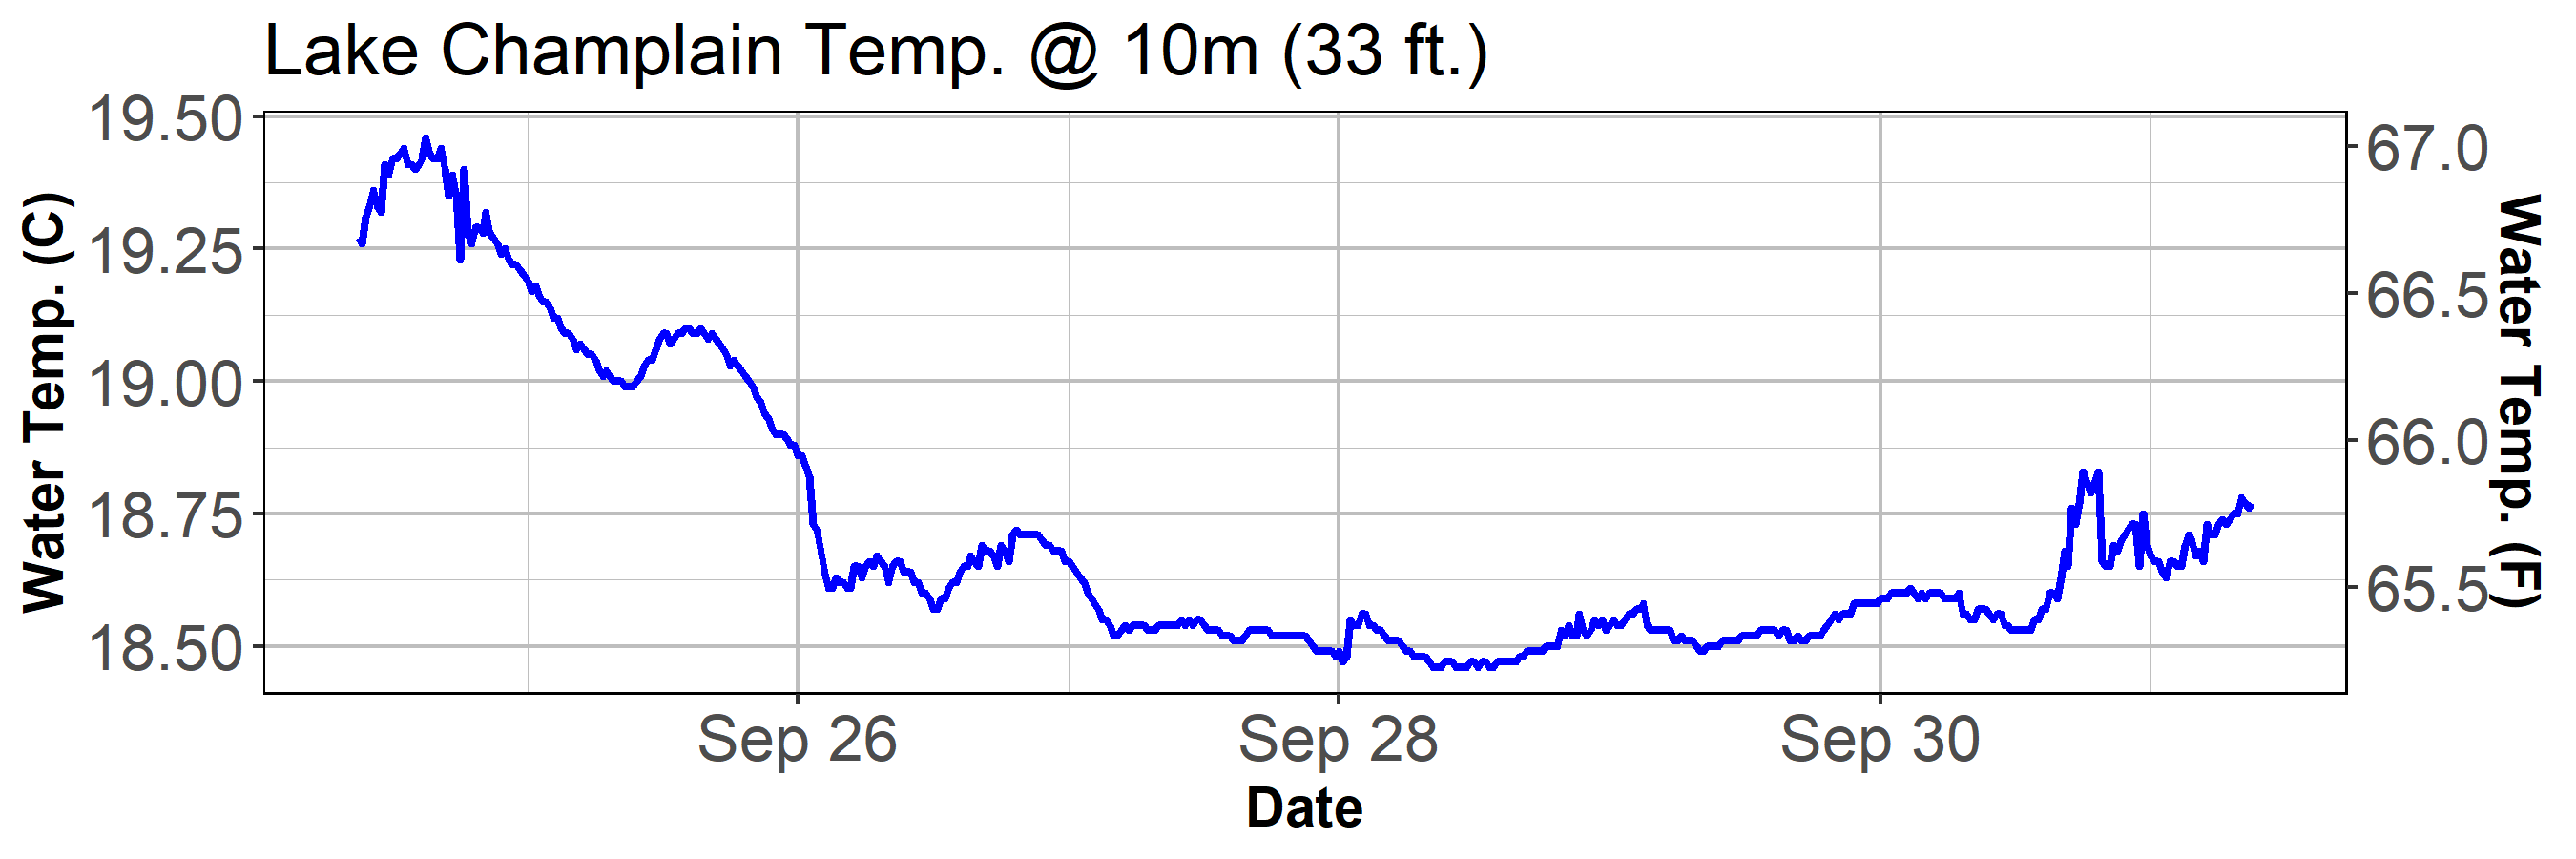 Lake Champlain Temp. @ 10m (33 ft.)
19.50
19.25
19.00
18.75
18.50
Water Temp. (C)
67.0
66.5
66.0
65.5
Water Temp. (F)
Sep 26
Sep 28
Sep 30
Date